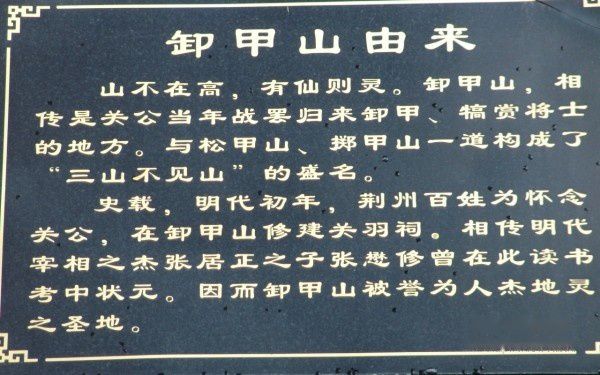 卸甲山由来
山不在高，有仙则灵。卸甲山，相
传是关公当年战罢归来卸甲、犒赏将士
的地方。与松甲山、掷甲山一道构成了
“三山不见山”的盛名。
史载，明代初年，荆州百姓为怀念
关公，在卸甲山修建关羽祠。相传明代
宰相之杰张居正之子张懋修曾在此读书
考中状元。因而卸甲山被誉为人杰地灵
之圣地。